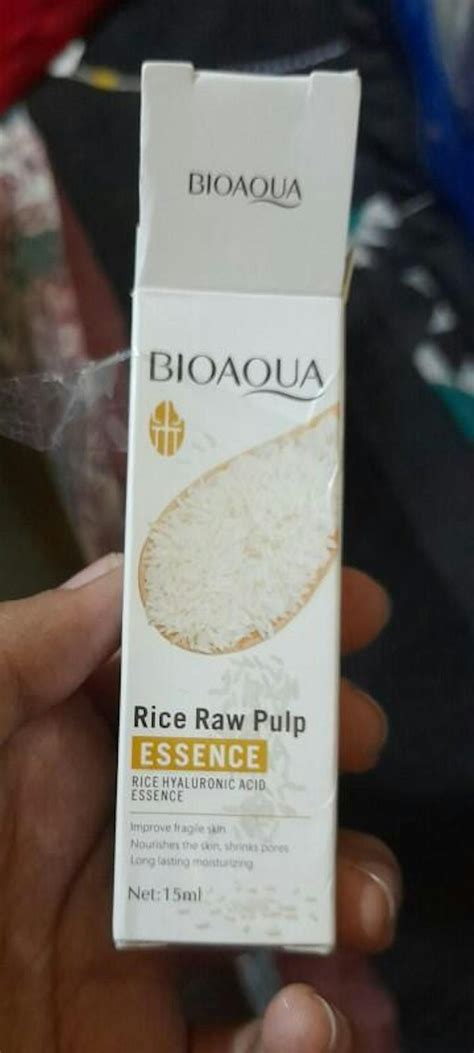 BIOAQUA
BIOAQUA
Rice Raw Pulp
ESSENCE
RICE HYALURONIC ACID
ESSENCE
Improve fragile skin
Nourishes the skin, shrinks pores
Long lasting moisturizing
Net:15ml